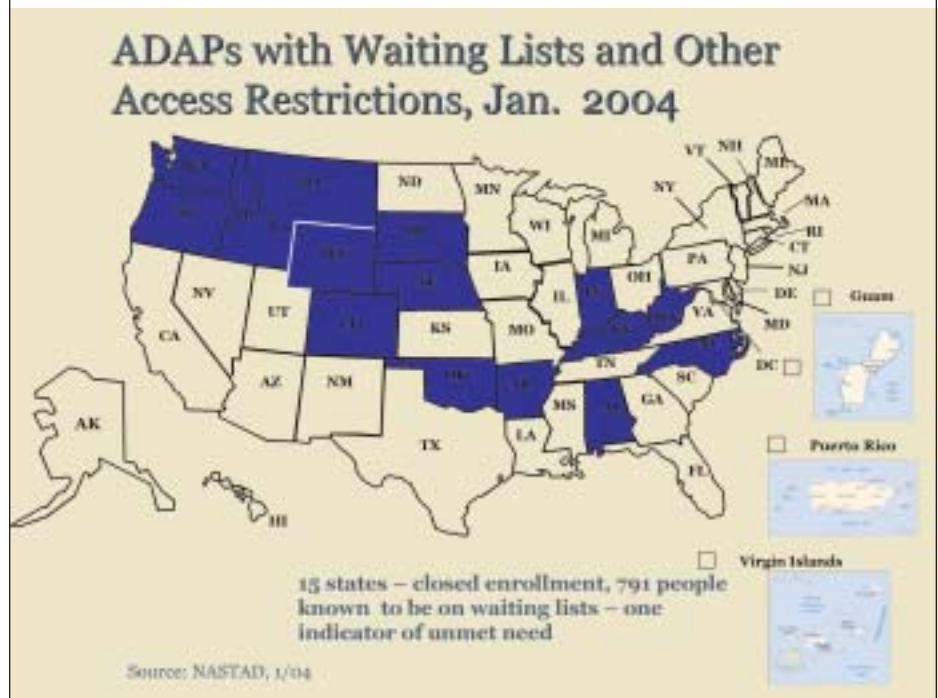 ADAPs with Waiting Lists and Other
Access Restrictions, Jan. 2004
VT NH ME
ND
MN
NY
MA
WI
MI
RI
CT
PA
NJ
IA
OH
NV
IL
DE
Guam
UT
VA
CA
KS
MO
MD
TN
DC
AZ
NM
SC
MS
GA
AK
LA
TX
Puerto Rico
FL
HI
Virgin Islands
15 states – closed enrollment, 791 people
known to be on waiting lists – one
indicator of unmet need
Source: NASTAD, 1/04